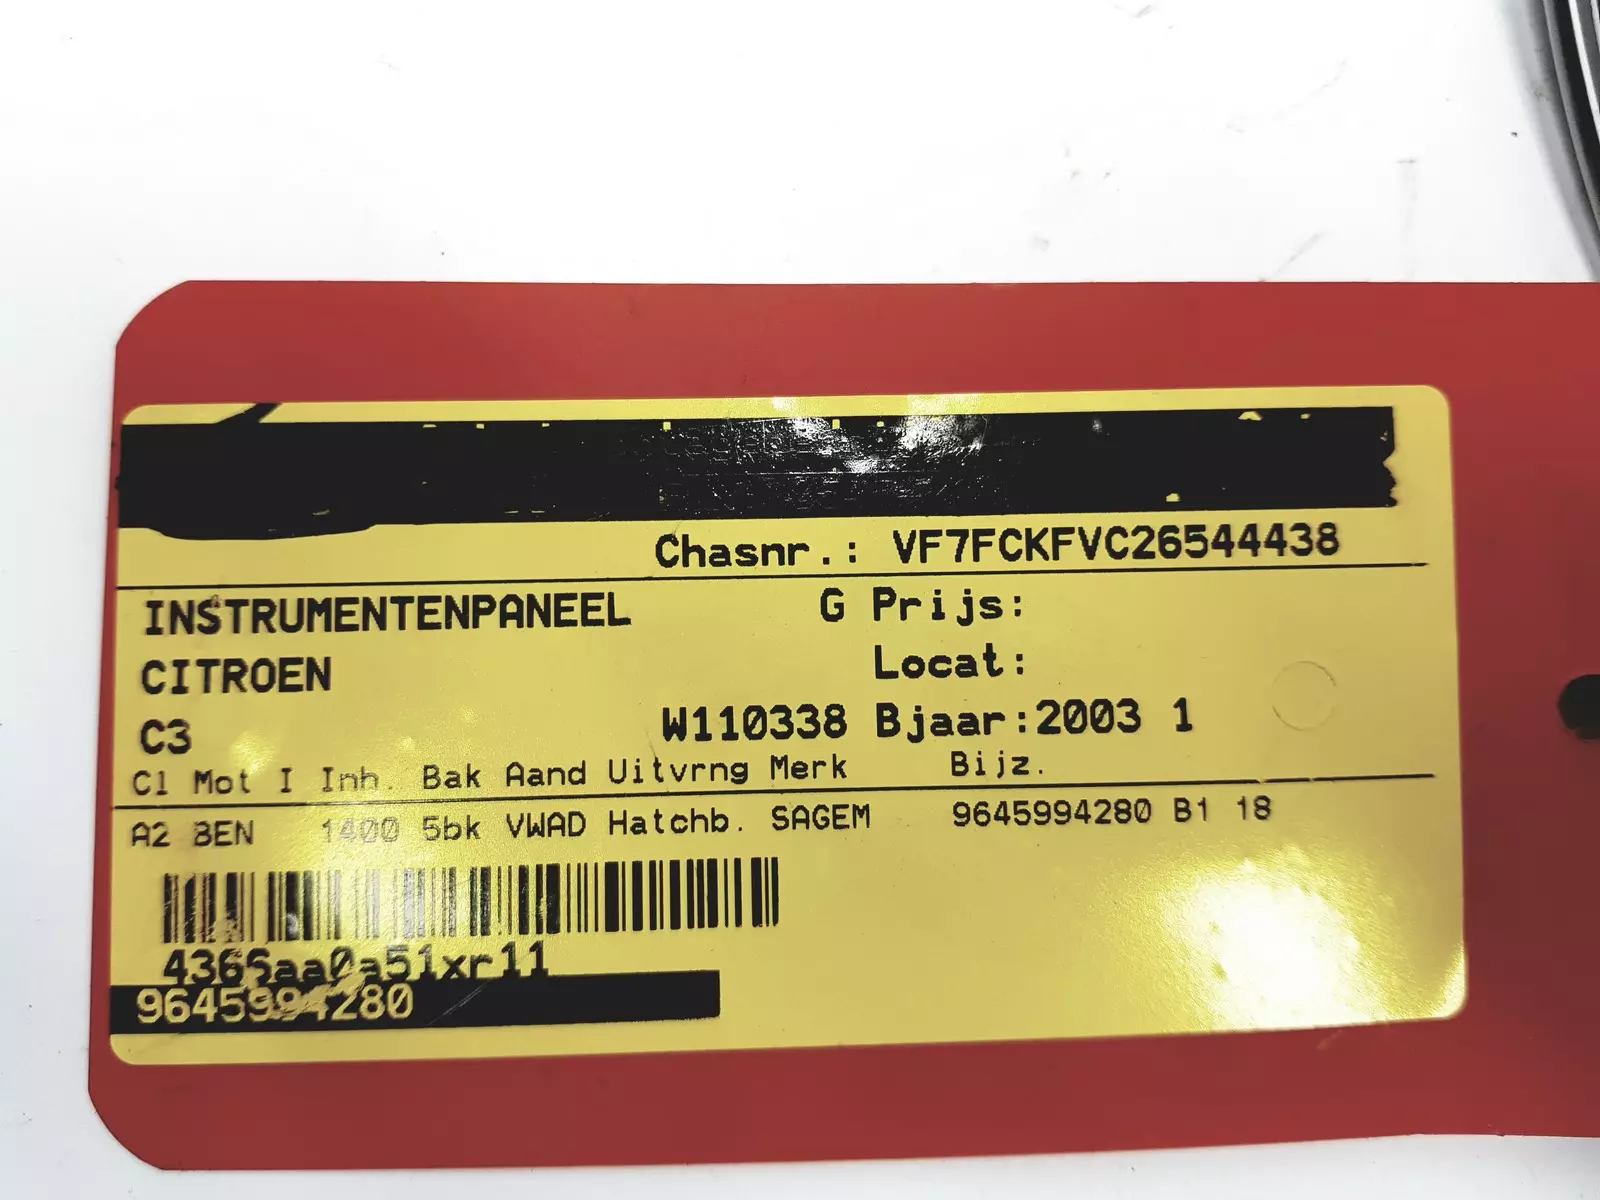 Chasnr.: VF7FCKFVC26544438
INSTRUMENTENPANEEL G Prijs:
CITROEN Locat:
C3 W110338 Bjaar:2003 1
Cl Mot I Inh. Bak Aand Uitvrng Merk Bijz.
A2 BEN 1400 5bk VWAD Hatchb. SAGEM 9645994280 B1 18
4366aa0a51xr11
9645994280